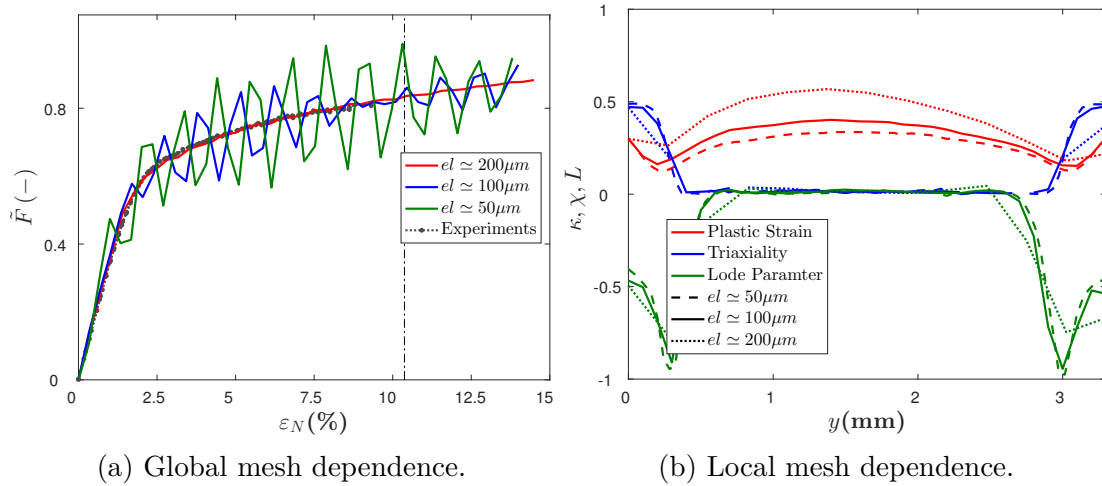 F̃ (−)
0.8
0.4
0
0
2.5
5
7.5
10
12.5
15
ε_N(%)
el ≃ 200μm
el ≃ 100μm
el ≃ 50μm
Experiments
(a) Global mesh dependence.
κ, χ, L
1
0.5
0
-0.5
-1
0
1
2
3
y(mm)
Plastic Strain
Triaxiality
Lode Paramter
el ≃ 50μm
el ≃ 100μm
el ≃ 200μm
(b) Local mesh dependence.